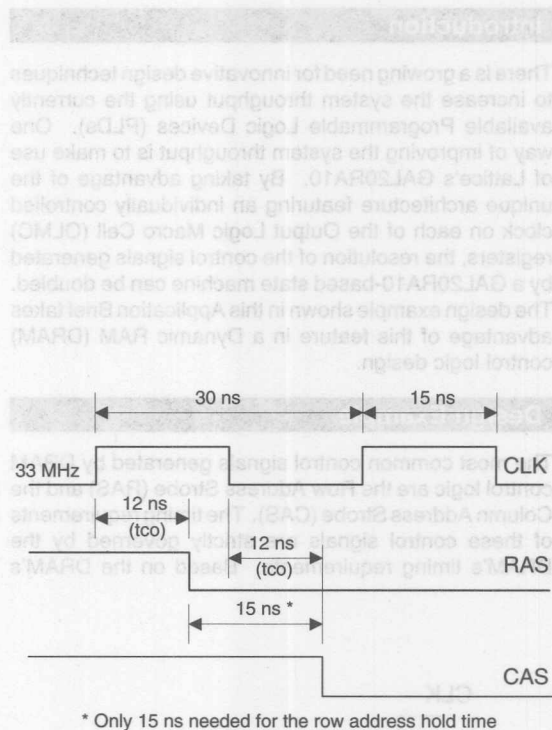 Introduction
There is a growing need for innovative design techniques
to increase the system throughput using the currently
available Programmable Logic Devices (PLDs). One
way of improving the system throughput is to make use
of Lattice's GAL20RA10. By taking advantage of the
unique architecture featuring an individually controlled
clock on each of the Output Logic Macro Cell (OLMC)
registers, the resolution of the control signals generated
by a GAL20RA10-based state machine can be doubled.
The design example shown in this Application Brief takes
advantage of this feature in a Dynamic RAM (DRAM)
control logic design.
30 ns 15 ns
33 MHz CLK
most common control signals generated by DRAM
control logic are the Row Address Strobe (RAS) and the
12 ns
(tco)
Column Address Strobe (CAS). The timing requirements
of these control signals are strictly governed by the
12 ns
(tco)
RAS
timing requirements. Based on the DRAM's
15 ns *
CAS
CLK
* Only 15 ns needed for the row address hold time